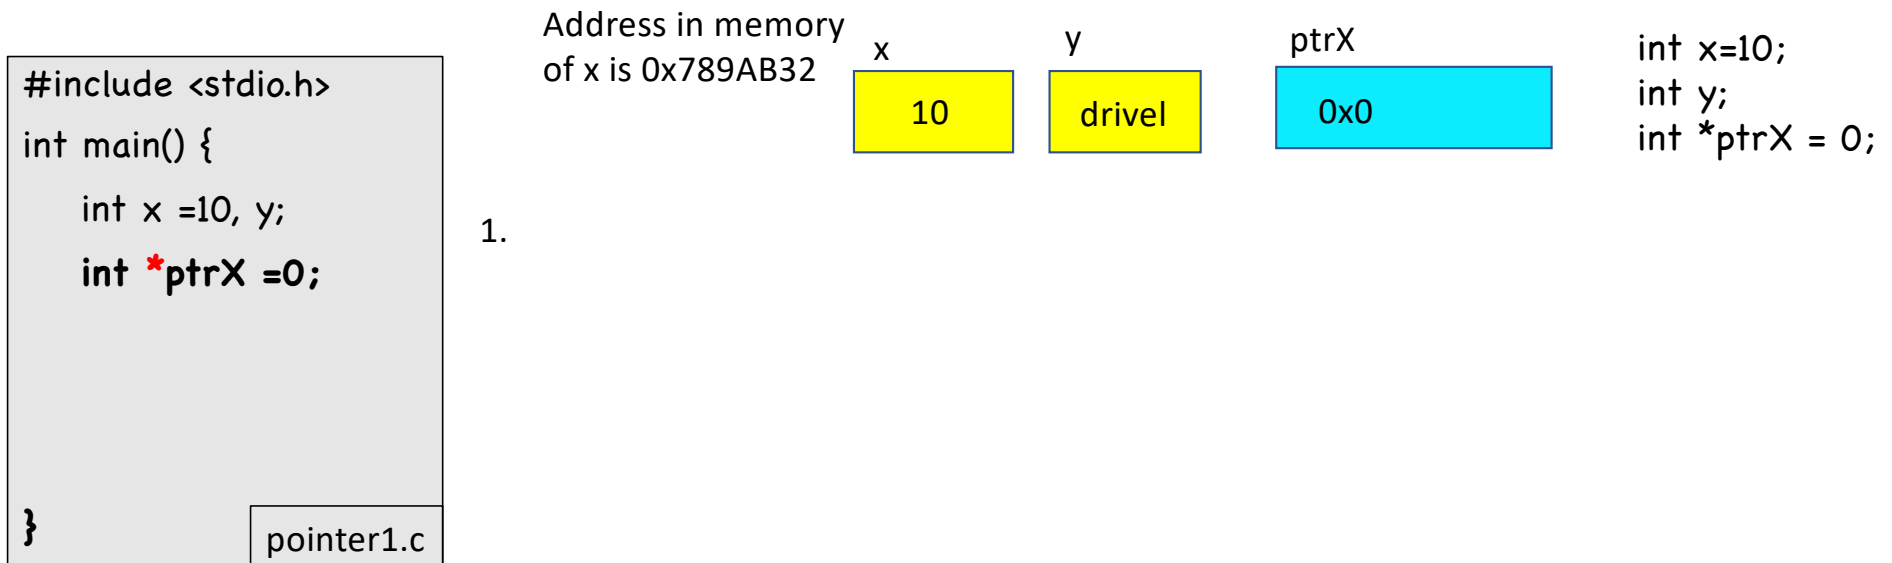 #include <stdio.h>
int main() {
int x =10, y;
int *ptrX =0;
}
pointer1.c
Address in memory
of x is 0x789AB32
1.
x
10
y
drivel
ptrX
0x0
int x=10;
int y;
int *ptrX = 0;